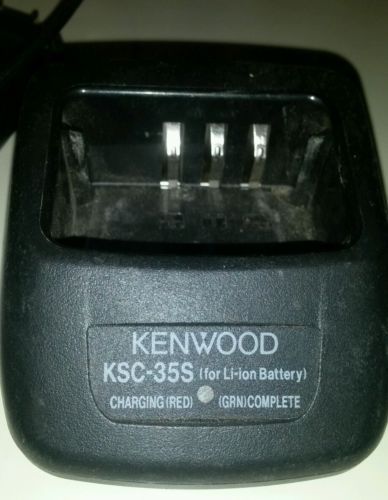 KENWOOD
KSC-35S (for Li-ion Battery)
CHARGING (RED) (GRN) COMPLETE